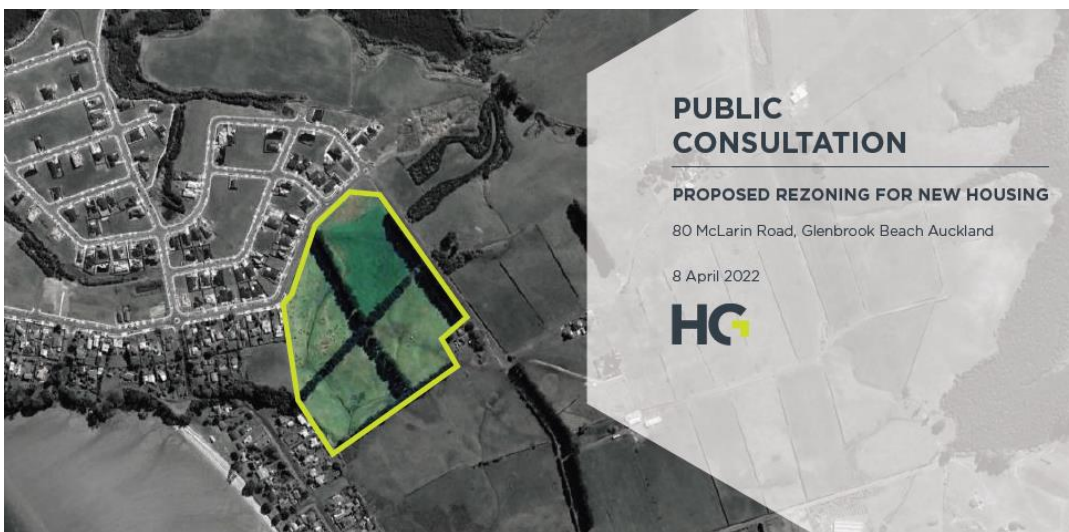 PUBLIC
CONSULTATION
PROPOSED REZONING FOR NEW HOUSING
80 McLarin Road, Glenbrook Beach Auckland
8 April 2022
HG